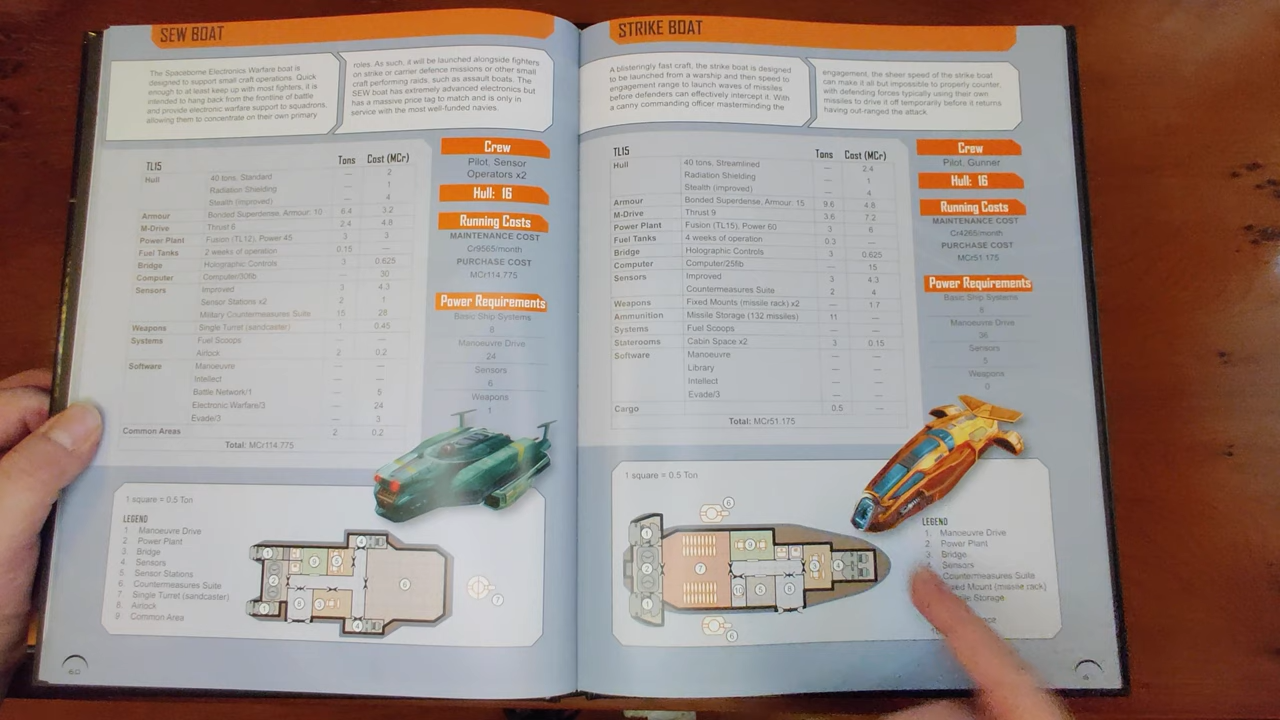 SEW BOAT
The Spaceborne Electronics Warfare boat is
designed to support small craft operations. Quick
enough to at least keep up with most fighters, it is
intended to hang back from the frontline of battle
and provide electronic warfare support to squadrons,
allowing them to concentrate on their own primary
roles. As such, it will be launched alongside fighters
on strike or carrier defence missions or other small
craft performing raids, such as assault boats. The
SEW boat has extremely advanced electronics but
has a massive price tag to match and is only in
service with the most well-funded navies.
TL15 Tons Cost (MCr)
Hull 40 tons, Standard — 2
Radiation Shielding — 1
Stealth (improved) — 4
Armour Bonded Superdense, Armour: 10 6.4 3.2
M-Drive Thrust 6 2.4 4.8
Power Plant Fusion (TL12), Power 45 3 3
Fuel Tanks 2 weeks of operation 0.15 —
Bridge Holographic Controls 3 0.625
Computer Computer/30fib — 30
Sensors Improved 3 4.3
Sensor Stations x2 2 1
Military Countermeasures Suite 15 28
Weapons Single Turret (sandcaster) 1 0.45
Systems Fuel Scoops — —
Airlock 2 0.2
Software Manoeuvre — —
Intellect — —
Battle Network/1 — 5
Electronic Warfare/3 — 24
Evade/3 — 3
Common Areas 2 0.2
Total: MCr114.775
Crew
Pilot, Sensor
Operators x2
Hull: 16
Running Costs
MAINTENANCE COST
Cr9565/month
PURCHASE COST
MCr114.775
Power Requirements
Basic Ship Systems
8
Manoeuvre Drive
24
Sensors
6
Weapons
1
1 square = 0.5 Ton
LEGEND
1. Manoeuvre Drive
2. Power Plant
3. Bridge
4. Sensors
5. Sensor Stations
6. Countermeasures Suite
7. Single Turret (sandcaster)
8. Airlock
9. Common Area
60
STRIKE BOAT
A blisteringly fast craft, the strike boat is designed
to be launched from a warship and then speed to
engagement range to launch waves of missiles
before defenders can effectively intercept it. With
a canny commanding officer masterminding the
engagement, the sheer speed of the strike boat
can make it all but impossible to properly counter,
with defending forces typically using their own
missiles to drive it off temporarily before it returns
having out-ranged the attack.
TL15 Tons Cost (MCr)
Hull 40 tons, Streamlined — 2.4
Radiation Shielding — 1
Stealth (improved) — 4
Armour Bonded Superdense, Armour: 15 9.6 4.8
M-Drive Thrust 9 3.6 7.2
Power Plant Fusion (TL15), Power 60 3 6
Fuel Tanks 4 weeks of operation 0.3 —
Bridge Holographic Controls 3 0.625
Computer Computer/25fib — 15
Sensors Improved 3 4.3
Countermeasures Suite 2 4
Weapons Fixed Mounts (missile rack) x2 — 1.7
Ammunition Missile Storage (132 missiles) 11 —
Systems Fuel Scoops — —
Staterooms Cabin Space x2 3 0.15
Software Manoeuvre — —
Library — —
Intellect — —
Evade/3 — —
Cargo 0.5 —
Total: MCr51.175
Crew
Pilot, Gunner
Hull: 16
Running Costs
MAINTENANCE COST
Cr4265/month
PURCHASE COST
MCr51.175
Power Requirements
Basic Ship Systems
8
Manoeuvre Drive
36
Sensors
5
Weapons
0
1 square = 0.5 Ton
LEGEND
1. Manoeuvre Drive
2. Power Plant
3. Bridge
Sensors
Countermeasures Suite
Mount (missile rack)
Storage